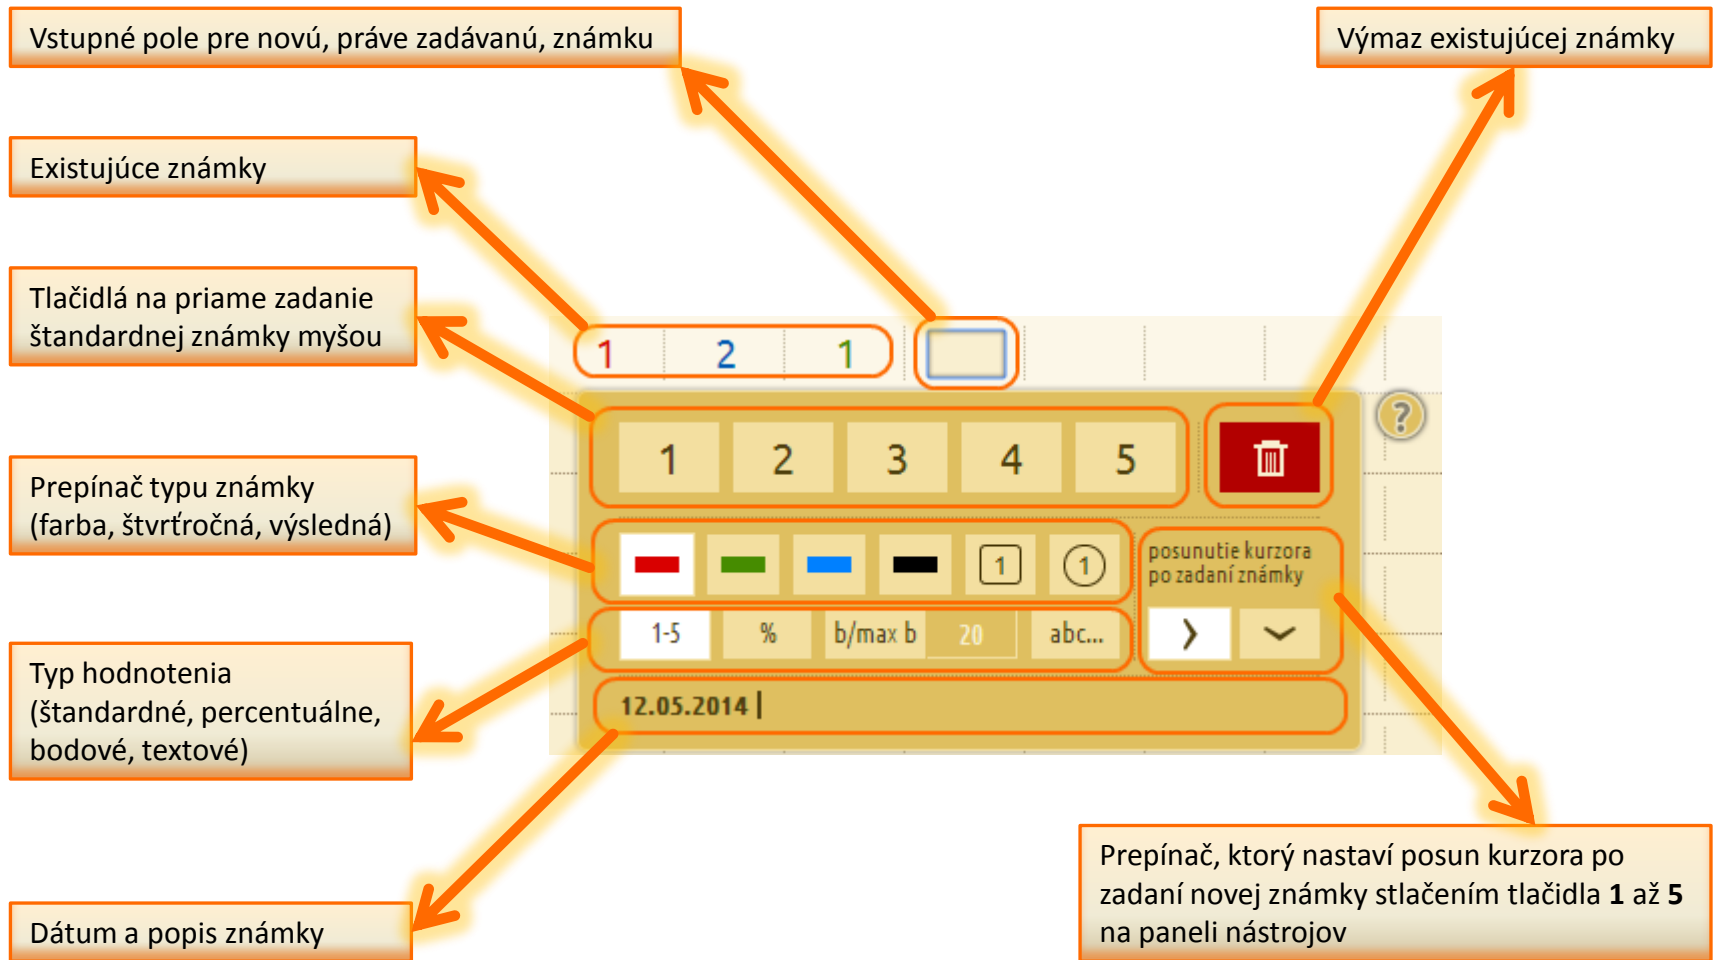 Vstupné pole pre novú, práve zadávanú, známku
Výmaz existujúcej známky
Existujúce známky
Tlačidlá na priame zadanie
štandardnej známky myšou
1 2 1
?
1 2 3 4 5
Prepínač typu známky
(farba, štvrťročná, výsledná)
1 1
posunutie kurzora
po zadaní známky
1-5 % b/max b 20 abc...
Typ hodnotenia
(štandardné, percentuálne,
bodové, textové)
12.05.2014
Prepínač, ktorý nastaví posun kurzora po
zadaní novej známky stlačením tlačidla 1 až 5
na paneli nástrojov
Dátum a popis známky